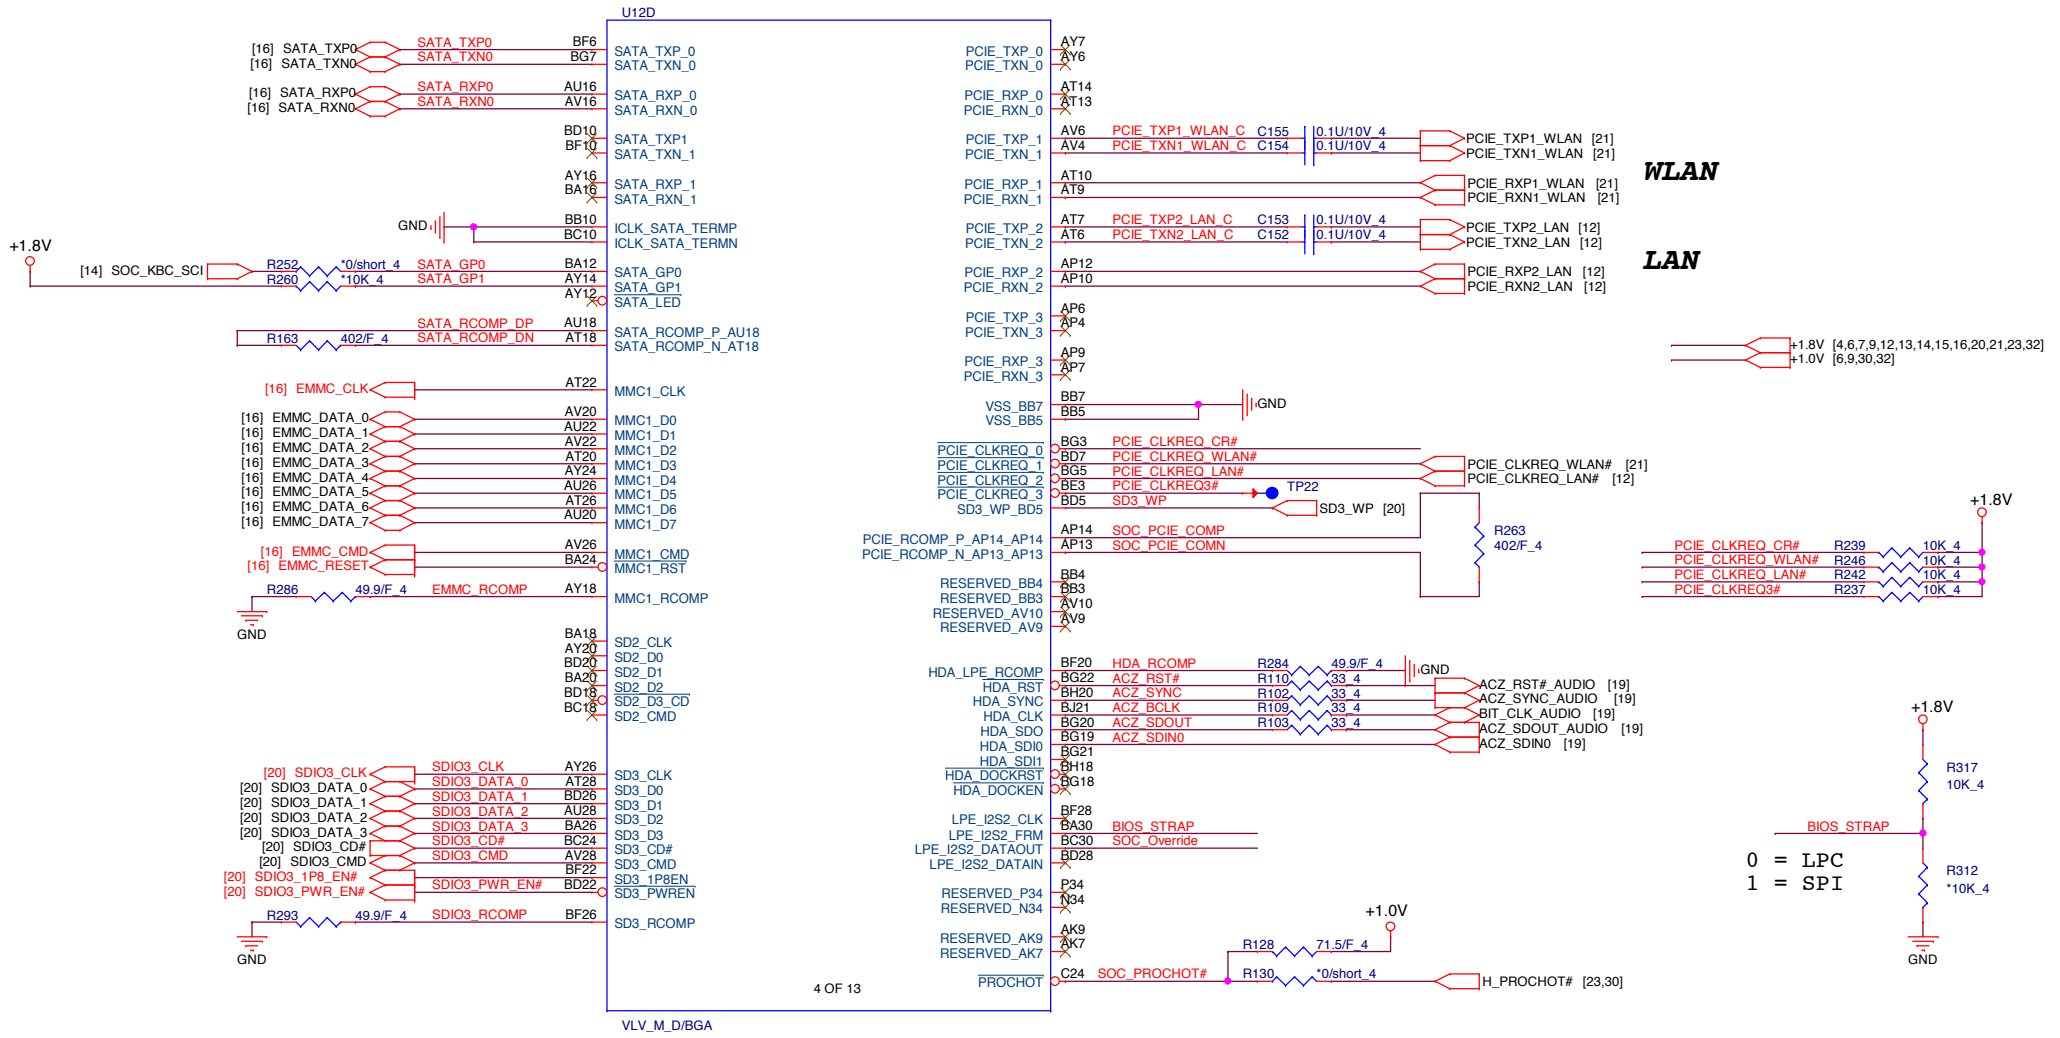 U12D
[16] SATA_TXP0 SATA_TXP0 BF6 SATA_TXP_0
[16] SATA_TXN0 SATA_TXN0 BG7 SATA_TXN_0
[16] SATA_RXP0 SATA_RXP0 AU16 SATA_RXP_0
[16] SATA_RXN0 SATA_RXN0 AV16 SATA_RXN_0
BD10 SATA_TXP1
BF10 SATA_TXN_1
AY16 SATA_RXP_1
BA16 SATA_RXN_1
GND BB10 ICLK_SATA_TERMP
BC10 ICLK_SATA_TERMN
+1.8V
[14] SOC_KBC_SCI R252 *0/short_4 SATA_GP0 BA12 SATA_GP0
R260 *10K_4 SATA_GP1 AY14 SATA_GP1
AY12 SATA_LED
SATA_RCOMP_DP AU18 SATA_RCOMP_P_AU18
R163 402/F_4 SATA_RCOMP_DN AT18 SATA_RCOMP_N_AT18
[16] EMMC_CLK AT22 MMC1_CLK
[16] EMMC_DATA_0 AV20 MMC1_D0
[16] EMMC_DATA_1 AU22 MMC1_D1
[16] EMMC_DATA_2 AV22 MMC1_D2
[16] EMMC_DATA_3 AT20 MMC1_D3
[16] EMMC_DATA_4 AY24 MMC1_D4
[16] EMMC_DATA_5 AU26 MMC1_D5
[16] EMMC_DATA_6 AT26 MMC1_D6
[16] EMMC_DATA_7 AU20 MMC1_D7
[16] EMMC_CMD AV26 MMC1_CMD
[16] EMMC_RESET BA24 MMC1_RST
R286 49.9/F_4 EMMC_RCOMP AY18 MMC1_RCOMP
GND
BA18 SD2_CLK
AY20 SD2_D0
BD20 SD2_D1
BA20 SD2_D2
BD18 SD2_D3_CD
BC18 SD2_CMD
[20] SDIO3_CLK SDIO3_CLK AY26 SD3_CLK
[20] SDIO3_DATA_0 SDIO3_DATA_0 AT28 SD3_D0
[20] SDIO3_DATA_1 SDIO3_DATA_1 BD26 SD3_D1
[20] SDIO3_DATA_2 SDIO3_DATA_2 AU28 SD3_D2
[20] SDIO3_DATA_3 SDIO3_DATA_3 BA26 SD3_D3
[20] SDIO3_CD# SDIO3_CD# BC24 SD3_CD#
[20] SDIO3_CMD SDIO3_CMD AV28 SD3_CMD
[20] SDIO3_1P8_EN# BF22 SD3_1P8EN
[20] SDIO3_PWR_EN# SDIO3_PWR_EN# BD22 SD3_PWREN
R293 49.9/F_4 SDIO3_RCOMP BF26 SD3_RCOMP
GND
PCIE_TXP_0 AY7
PCIE_TXN_0 AY6
PCIE_RXP_0 AT14
PCIE_RXN_0 AT13
PCIE_TXP_1 AV6 PCIE_TXP1_WLAN_C C155 0.1U/10V_4 PCIE_TXP1_WLAN [21]
PCIE_TXN_1 AV4 PCIE_TXN1_WLAN_C C154 0.1U/10V_4 PCIE_TXN1_WLAN [21]
WLAN
PCIE_RXP_1 AT10 PCIE_RXP1_WLAN [21]
PCIE_RXN_1 AT9 PCIE_RXN1_WLAN [21]
PCIE_TXP_2 AT7 PCIE_TXP2_LAN_C C153 0.1U/10V_4 PCIE_TXP2_LAN [12]
PCIE_TXN_2 AT6 PCIE_TXN2_LAN_C C152 0.1U/10V_4 PCIE_TXN2_LAN [12]
LAN
PCIE_RXP_2 AP12 PCIE_RXP2_LAN [12]
PCIE_RXN_2 AP10 PCIE_RXN2_LAN [12]
PCIE_TXP_3 AP6
PCIE_TXN_3 AP4
PCIE_RXP_3 AP9
PCIE_RXN_3 AP7
+1.8V [4,6,7,9,12,13,14,15,16,20,21,23,32]
+1.0V [6,9,30,32]
VSS_BB7 BB7 GND
VSS_BB5 BB5
PCIE_CLKREQ_0 BG3 PCIE_CLKREQ_CR#
PCIE_CLKREQ_1 BD7 PCIE_CLKREQ_WLAN# PCIE_CLKREQ_WLAN# [21]
PCIE_CLKREQ_2 BG5 PCIE_CLKREQ_LAN# PCIE_CLKREQ_LAN# [12]
PCIE_CLKREQ_3 BE3 PCIE_CLKREQ3# TP22
SD3_WP_BD5 BD5 SD3_WP SD3_WP [20]
PCIE_RCOMP_P_AP14_AP14 AP14 SOC_PCIE_COMP
PCIE_RCOMP_N_AP13_AP13 AP13 SOC_PCIE_COMN
R263
402/F_4
+1.8V
PCIE_CLKREQ_CR# R239 10K_4
PCIE_CLKREQ_WLAN# R246 10K_4
PCIE_CLKREQ_LAN# R242 10K_4
PCIE_CLKREQ3# R237 10K_4
RESERVED_BB4 BB4
RESERVED_BB3 BB3
RESERVED_AV10 AV10
RESERVED_AV9 AV9
HDA_LPE_RCOMP BF20 HDA_RCOMP R284 49.9/F_4 GND
HDA_RST BG22 ACZ_RST# R110 33_4 ACZ_RST#_AUDIO [19]
HDA_SYNC BH20 ACZ_SYNC R102 33_4 ACZ_SYNC_AUDIO [19]
HDA_CLK BJ21 ACZ_BCLK R109 33_4 BIT_CLK_AUDIO [19]
HDA_SDO BG20 ACZ_SDOUT R103 33_4 ACZ_SDOUT_AUDIO [19]
HDA_SDI0 BG19 ACZ_SDIN0 ACZ_SDIN0 [19]
HDA_SDI1 BG21
HDA_DOCKRST BH18
HDA_DOCKEN BG18
LPE_I2S2_CLK BF28
LPE_I2S2_FRM BA30 BIOS_STRAP
LPE_I2S2_DATAOUT BC30 SOC_Override
LPE_I2S2_DATAIN BD28
RESERVED_P34 P34
RESERVED_N34 N34
RESERVED_AK9 AK9
RESERVED_AK7 AK7
+1.0V
R128 71.5/F_4
PROCHOT C24 SOC_PROCHOT# R130 *0/short_4 H_PROCHOT# [23,30]
+1.8V
R317
10K_4
BIOS_STRAP
0 = LPC
1 = SPI
R312
*10K_4
GND
4 OF 13
VLV_M_D/BGA